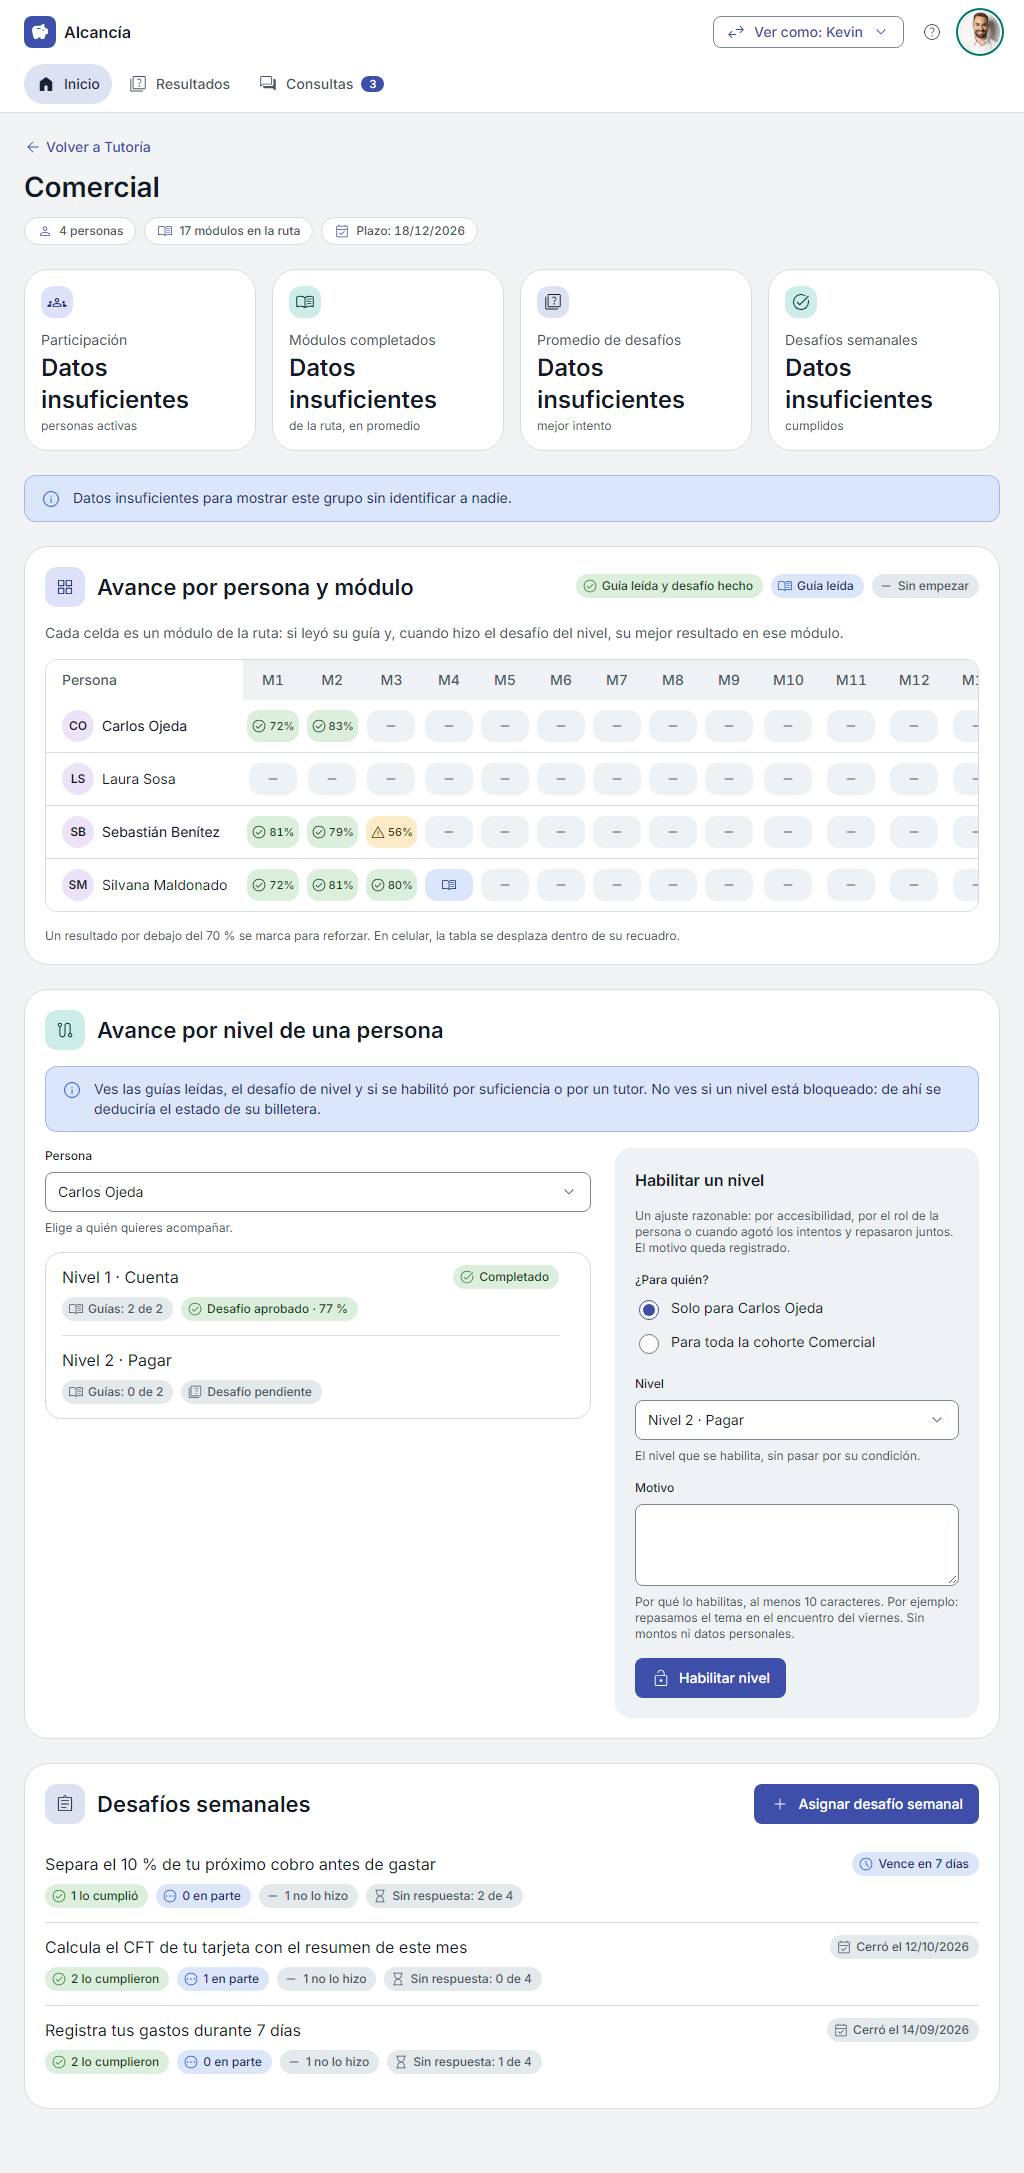 Alcancía
Ver como: Kevin
Inicio
Resultados
Consultas 3
Volver a Tutoría
Comercial
4 personas
17 módulos en la ruta
Plazo: 18/12/2026
Participación
Datos
insuficientes
personas activas
Módulos completados
Datos
insuficientes
de la ruta, en promedio
Promedio de desafíos
Datos
insuficientes
mejor intento
Desafíos semanales
Datos
insuficientes
cumplidos
Datos insuficientes para mostrar este grupo sin identificar a nadie.
Avance por persona y módulo
Guía leída y desafío hecho
Guía leída
— Sin empezar
Cada celda es un módulo de la ruta: si leyó su guía y, cuando hizo el desafío del nivel, su mejor resultado en ese módulo.
Persona M1 M2 M3 M4 M5 M6 M7 M8 M9 M10 M11 M12
CO Carlos Ojeda 72% 83% — — — — — — — — — — —
LS Laura Sosa — — — — — — — — — — — — —
SB Sebastián Benítez 81% 79% 56% — — — — — — — — — —
SM Silvana Maldonado 72% 81% 80% — — — — — — — — —
Un resultado por debajo del 70 % se marca para reforzar. En celular, la tabla se desplaza dentro de su recuadro.
Avance por nivel de una persona
Ves las guías leídas, el desafío de nivel y si se habilitó por suficiencia o por un tutor. No ves si un nivel está bloqueado: de ahí se
deduciría el estado de su billetera.
Persona
Carlos Ojeda
Elige a quién quieres acompañar.
Nivel 1 · Cuenta
Completado
Guías: 2 de 2
Desafío aprobado · 77 %
Nivel 2 · Pagar
Guías: 0 de 2
Desafío pendiente
Habilitar un nivel
Un ajuste razonable: por accesibilidad, por el rol de la
persona o cuando agotó los intentos y repasaron juntos.
El motivo queda registrado.
¿Para quién?
Solo para Carlos Ojeda
Para toda la cohorte Comercial
Nivel
Nivel 2 · Pagar
El nivel que se habilita, sin pasar por su condición.
Motivo
Por qué lo habilitas, al menos 10 caracteres. Por ejemplo:
repasamos el tema en el encuentro del viernes. Sin
montos ni datos personales.
Habilitar nivel
Desafíos semanales
+ Asignar desafío semanal
Separa el 10 % de tu próximo cobro antes de gastar
Vence en 7 días
1 lo cumplió
0 en parte
— 1 no lo hizo
Sin respuesta: 2 de 4
Calcula el CFT de tu tarjeta con el resumen de este mes
Cerró el 12/10/2026
2 lo cumplieron
1 en parte
— 1 no lo hizo
Sin respuesta: 0 de 4
Registra tus gastos durante 7 días
Cerró el 14/09/2026
2 lo cumplieron
0 en parte
— 1 no lo hizo
Sin respuesta: 1 de 4